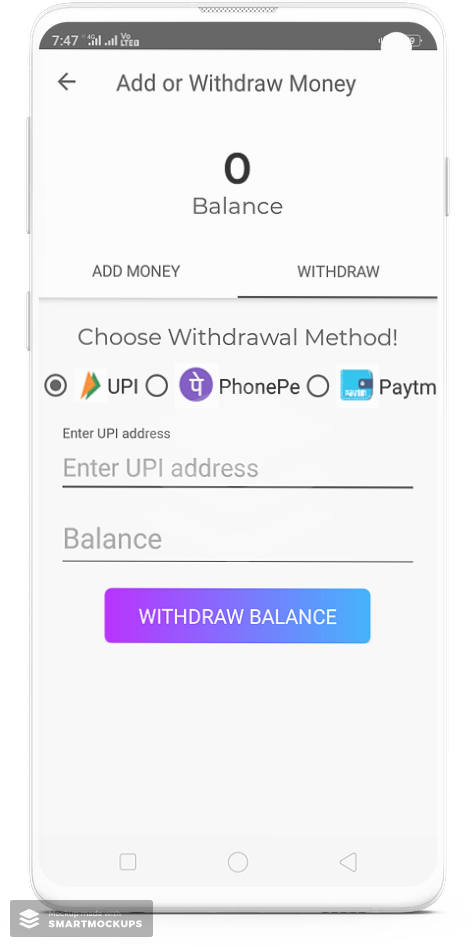 7:47 4G Vo LTE
Add or Withdraw Money
0
Balance
ADD MONEY WITHDRAW
Choose Withdrawal Method!
UPI पे PhonePe Paytm Paytm
Enter UPI address
Enter UPI address
Balance
WITHDRAW BALANCE
Mockup made with
SMARTMOCKUPS